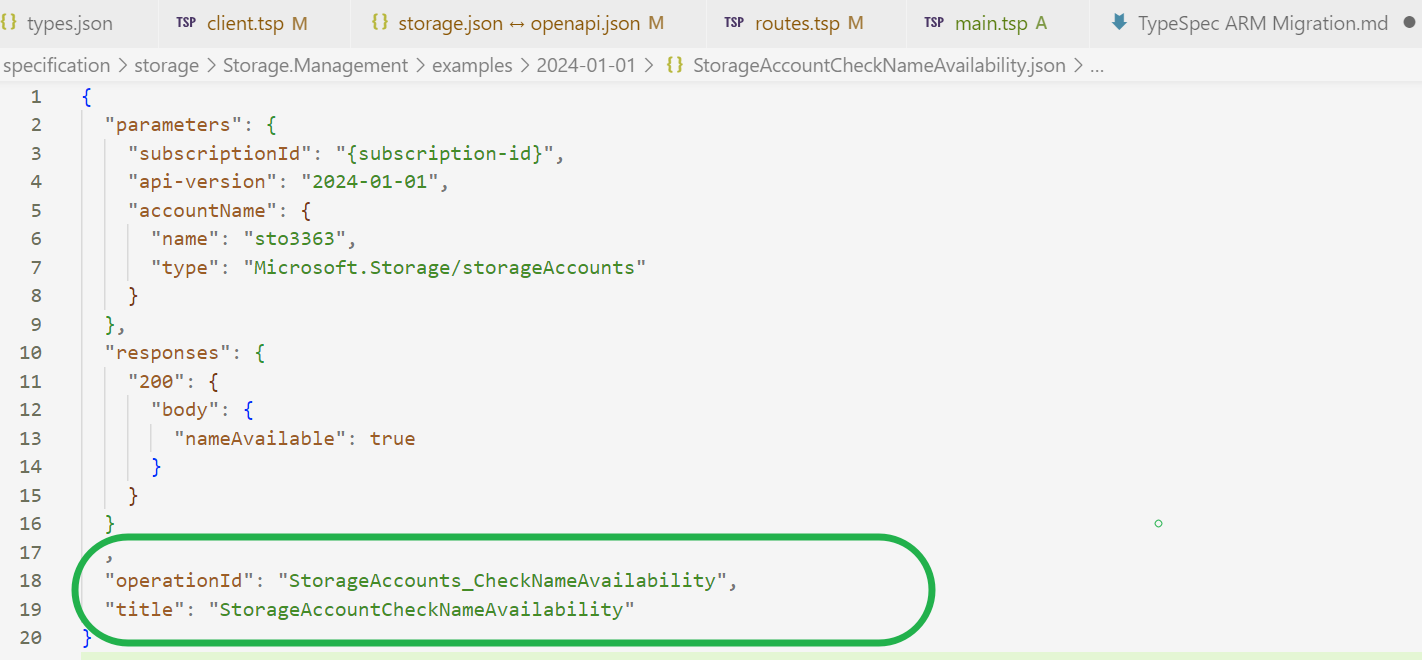 {} types.json TSP client.tsp M {} storage.json ↔ openapi.json M TSP routes.tsp M TSP main.tsp A TypeSpec ARM Migration.md ●
specification > storage > Storage.Management > examples > 2024-01-01 > {} StorageAccountCheckNameAvailability.json > ...
1 {
2 "parameters": {
3 "subscriptionId": "{subscription-id}",
4 "api-version": "2024-01-01",
5 "accountName": {
6 "name": "sto3363",
7 "type": "Microsoft.Storage/storageAccounts"
8 }
9 },
10 "responses": {
11 "200": {
12 "body": {
13 "nameAvailable": true
14 }
15 }
16 }
17 ,
18 "operationId": "StorageAccounts_CheckNameAvailability",
19 "title": "StorageAccountCheckNameAvailability"
20 }